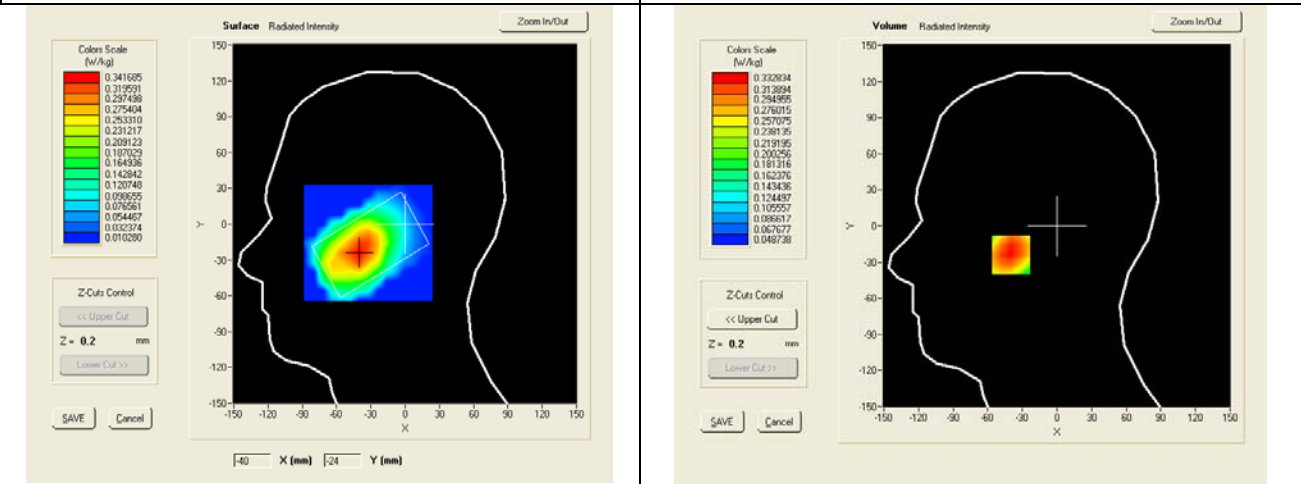 Surface Radiated Intensity
Zoom In/Out
Colors Scale
(W/kg)
0.341685
0.319591
0.297498
0.275404
0.253310
0.231217
0.209123
0.187029
0.164936
0.142842
0.120748
0.098655
0.076561
0.054467
0.032374
0.010280
150
120
90
60
30
0
-30
-60
-90
-120
-150
Y
-150 -120 -90 -60 -30 0 30 60 90 120 150
X
Z-Cuts Control
<< Upper Cut
Z = 0.2 mm
Lower Cut >>
SAVE Cancel
-40 X (mm) -24 Y (mm)
Volume Radiated Intensity
Zoom In/Out
Colors Scale
(W/kg)
0.332834
0.313894
0.294955
0.276015
0.257075
0.238135
0.219195
0.200256
0.181316
0.162376
0.143436
0.124497
0.105557
0.086617
0.067677
0.048738
150
120
90
60
30
0
-30
-60
-90
-120
-150
Y
-150 -120 -90 -60 -30 0 30 60 90 120 150
X
Z-Cuts Control
<< Upper Cut
Z = 0.2 mm
Lower Cut >>
SAVE Cancel